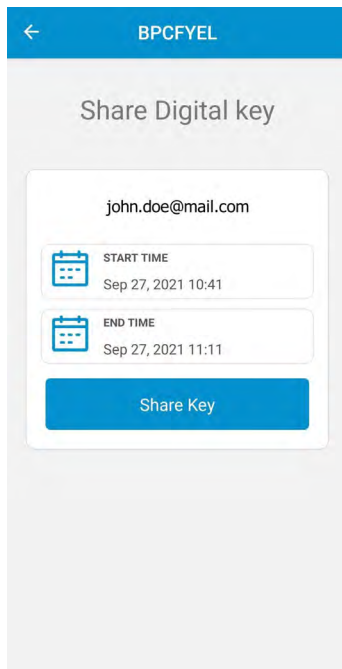 BPCFYEL
Share Digital key
john.doe@mail.com
START TIME
Sep 27, 2021 10:41
END TIME
Sep 27, 2021 11:11
Share Key